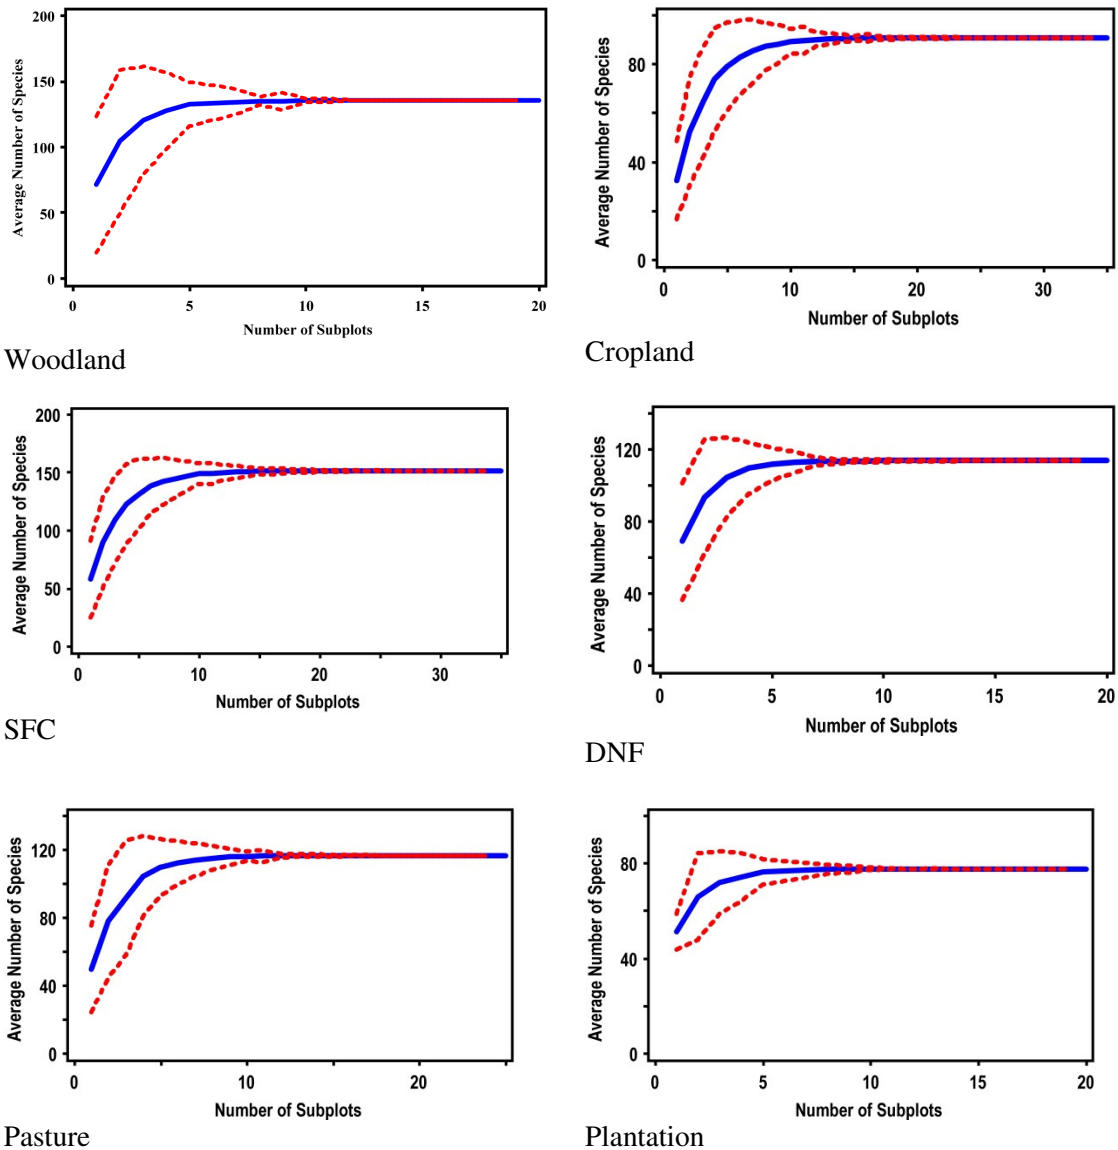 200
150
100
50
0
Average Number of Species
0 5 10 15 20
Number of Subplots
Woodland
80
40
0
Average Number of Species
0 10 20 30
Number of Subplots
Cropland
200
150
100
50
0
Average Number of Species
0 10 20 30
Number of Subplots
SFC
120
80
40
0
Average Number of Species
0 5 10 15 20
Number of Subplots
DNF
120
80
40
0
Average Number of Species
0 10 20
Number of Subplots
Pasture
80
40
0
Average Number of Species
0 5 10 15 20
Number of Subplots
Plantation